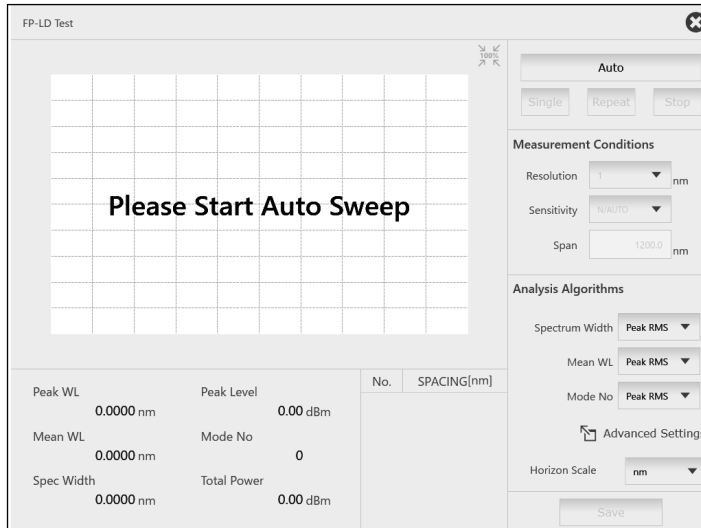 FP-LD Test
100%
Please Start Auto Sweep
Auto
Single Repeat Stop
Measurement Conditions
Resolution 1 nm
Sensitivity N/AUTO
Span 1200.0 nm
Analysis Algorithms
Spectrum Width Peak RMS
Mean WL Peak RMS
Mode No Peak RMS
Advanced Settings
Horizon Scale nm
Save
Peak WL Peak Level
0.0000 nm 0.00 dBm
Mean WL Mode No
0.0000 nm 0
Spec Width Total Power
0.0000 nm 0.00 dBm
No. SPACING[nm]